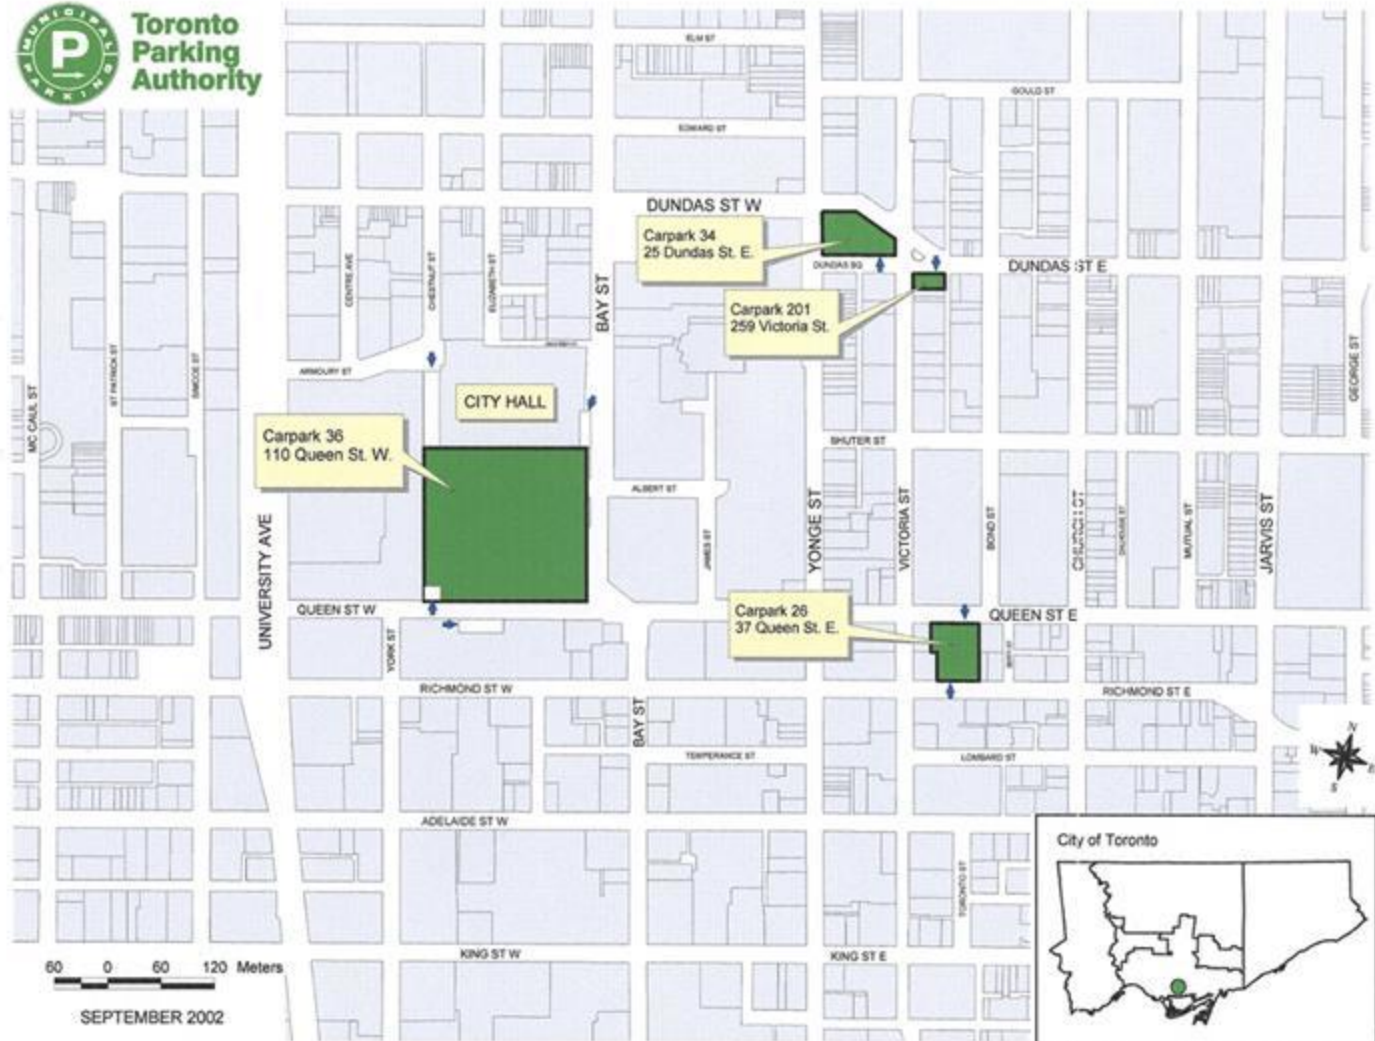 MUNICIPAL PARKING
P
Toronto
Parking
Authority
ELM ST
GOULD ST
EDWARD ST
DUNDAS ST W
Carpark 34
25 Dundas St. E.
DUNDAS SQ
DUNDAS ST E
CENTRE AVE
CHESTNUT ST
ELIZABETH ST
BAY ST
Carpark 201
259 Victoria St.
ST PATRICK ST
SIMCOE ST
MC CAUL ST
ARMOURY ST
CITY HALL
GEORGE ST
Carpark 36
110 Queen St. W.
SHUTER ST
ALBERT ST
JAMES ST
YONGE ST
VICTORIA ST
BOND ST
CHURCH ST
DALHOUSIE ST
MUTUAL ST
JARVIS ST
UNIVERSITY AVE
QUEEN ST W
YORK ST
Carpark 26
37 Queen St. E.
QUEEN ST E
RICHMOND ST W
RICHMOND ST E
BAY ST
TEMPERANCE ST
LOMBARD ST
N
W
E
S
ADELAIDE ST W
TORONTO ST
KING ST W
KING ST E
City of Toronto
60 0 60 120 Meters
SEPTEMBER 2002